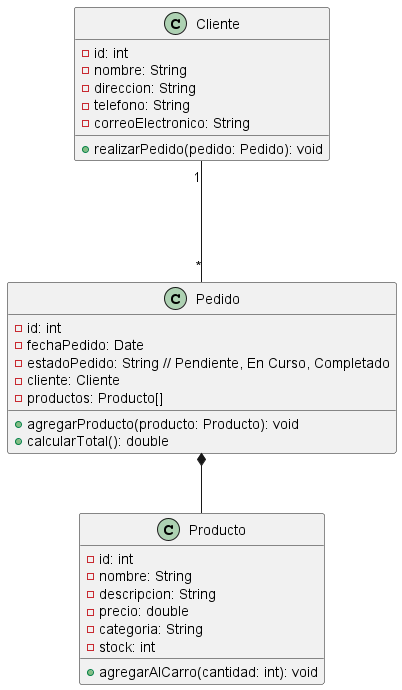 C Cliente
id: int
nombre: String
direccion: String
telefono: String
correoElectronico: String
realizarPedido(pedido: Pedido): void
1
*
C Pedido
id: int
fechaPedido: Date
estadoPedido: String // Pendiente, En Curso, Completado
cliente: Cliente
productos: Producto[]
agregarProducto(producto: Producto): void
calcularTotal(): double
C Producto
id: int
nombre: String
descripcion: String
precio: double
categoria: String
stock: int
agregarAlCarro(cantidad: int): void